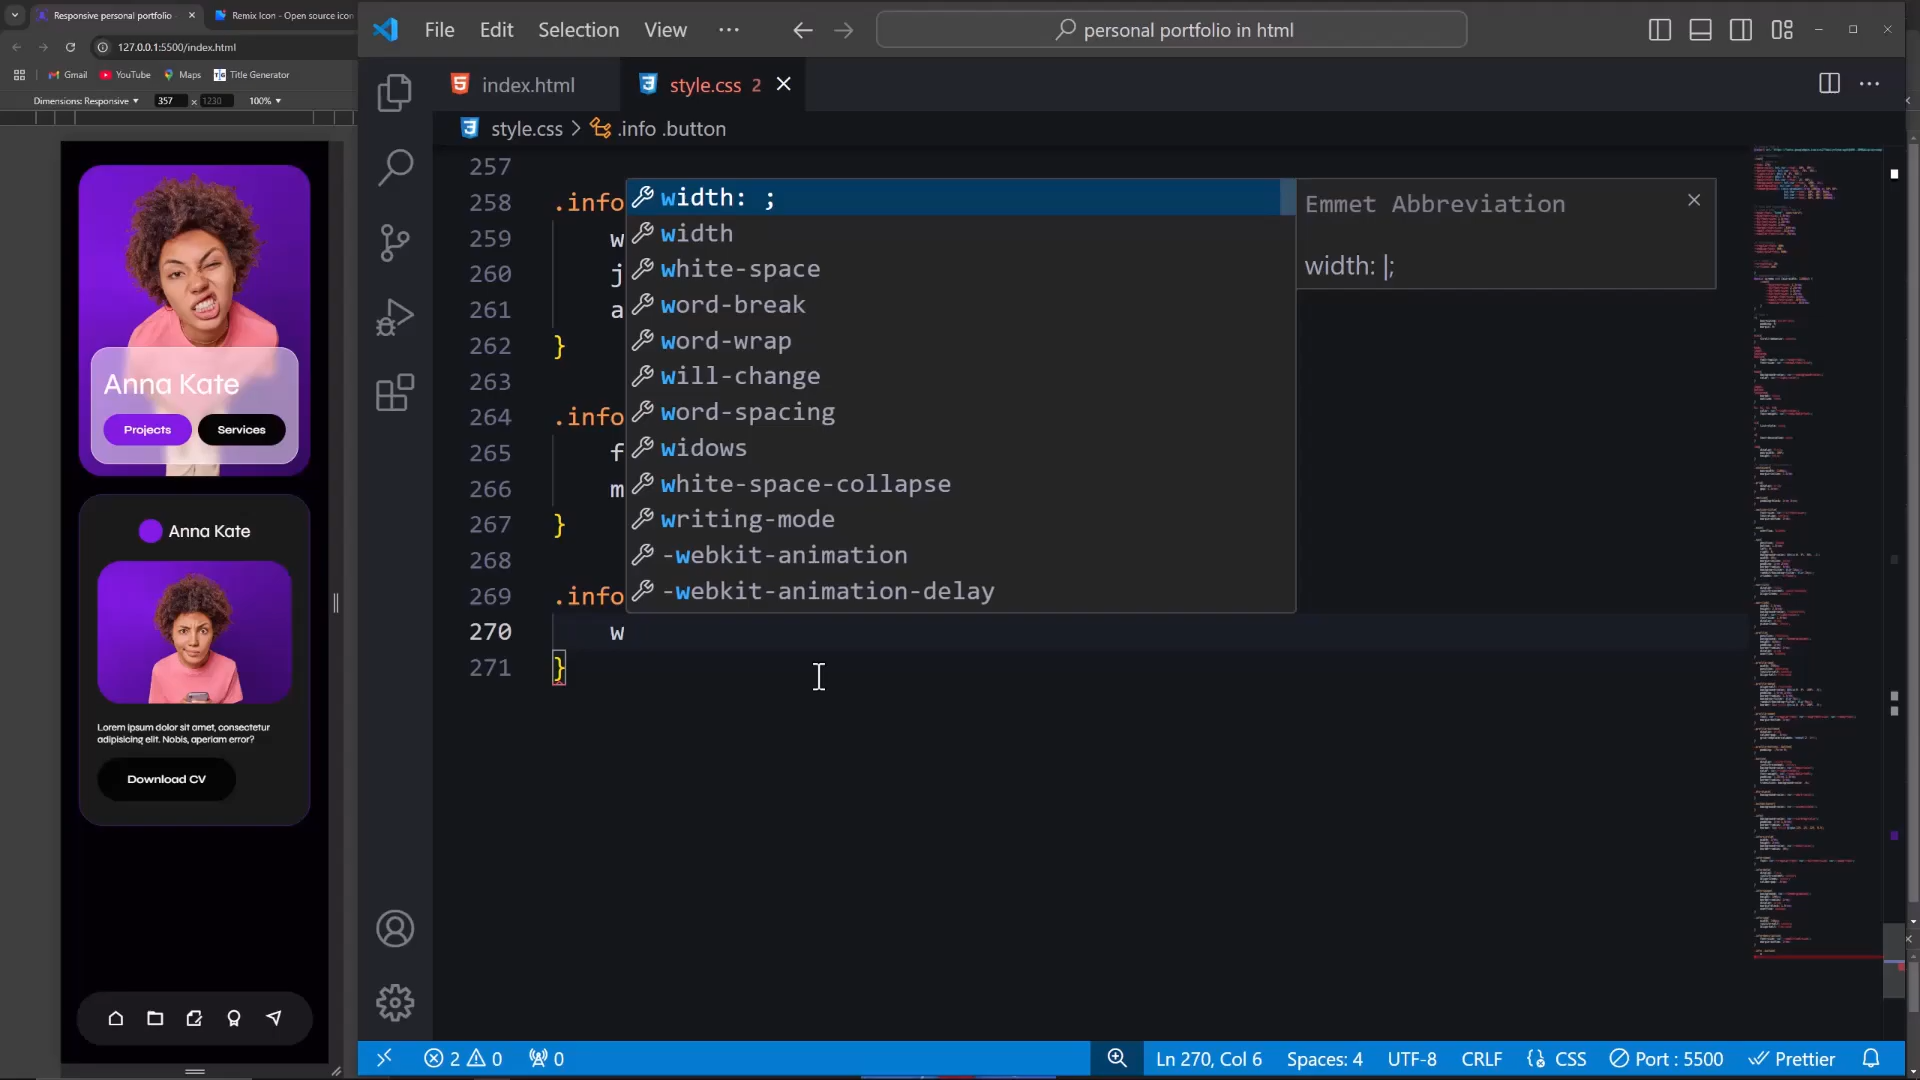 Responsive personal portfolio
Remix Icon - Open source icon
127.0.0.1:5500/index.html
Gmail
YouTube
Maps
Title Generator
Dimensions: Responsive
357 x 1230
100%
Anna Kate
Projects
Services
Anna Kate
Lorem ipsum dolor sit amet, consectetur
adipisicing elit. Nobis, aperiam error?
Download CV
File Edit Selection View ···
personal portfolio in html
index.html
style.css 2
style.css > .info .button
257
258 .info
259 w
260 j
261 a
262 }
263
264 .info
265 f
266 m
267 }
268
269 .info
270 w
271 }
width: ;
width
white-space
word-break
word-wrap
will-change
word-spacing
widows
white-space-collapse
writing-mode
-webkit-animation
-webkit-animation-delay
Emmet Abbreviation
width: |;
2 0 0
Ln 270, Col 6
Spaces: 4
UTF-8
CRLF
CSS
Port : 5500
Prettier